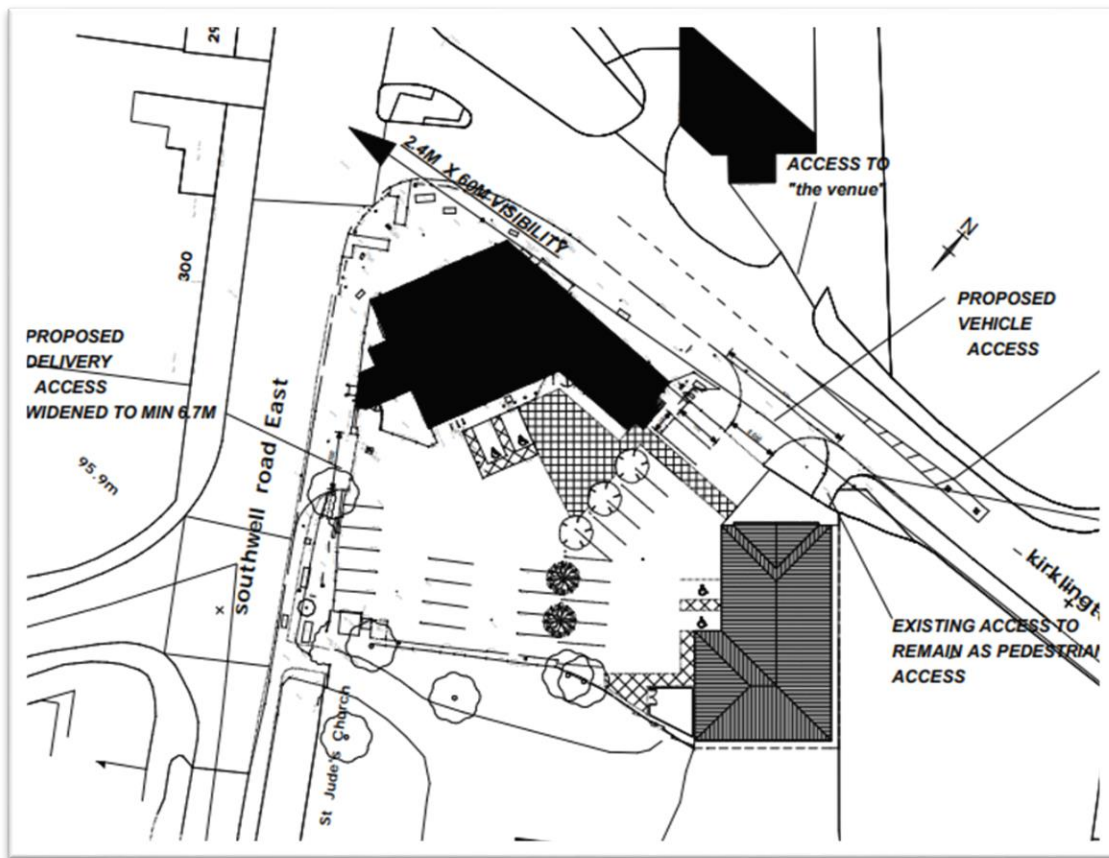 29
2.4M X 60M VISIBILITY
ACCESS TO
"the venue"
N
300
PROPOSED
VEHICLE
ACCESS
PROPOSED
DELIVERY
ACCESS
WIDENED TO MIN 6.7M
southwell road East
95.9m
kirklingt
EXISTING ACCESS TO
REMAIN AS PEDESTRIAN
ACCESS
St Jude's Church